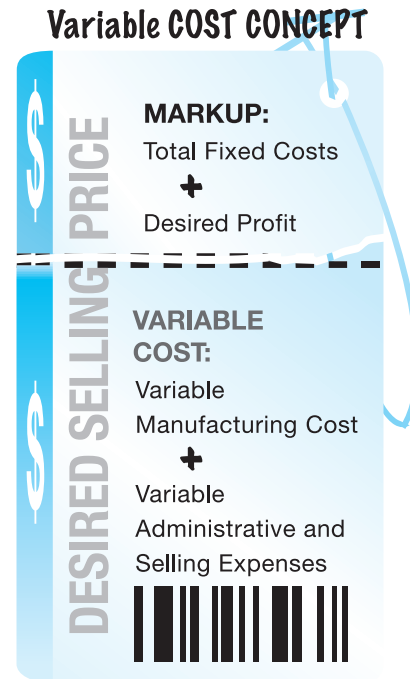 Variable COST CONCEPT
$
DESIRED SELLING PRICE
MARKUP:
Total Fixed Costs
+
Desired Profit
$
VARIABLE
COST:
Variable
Manufacturing Cost
+
Variable
Administrative and
Selling Expenses